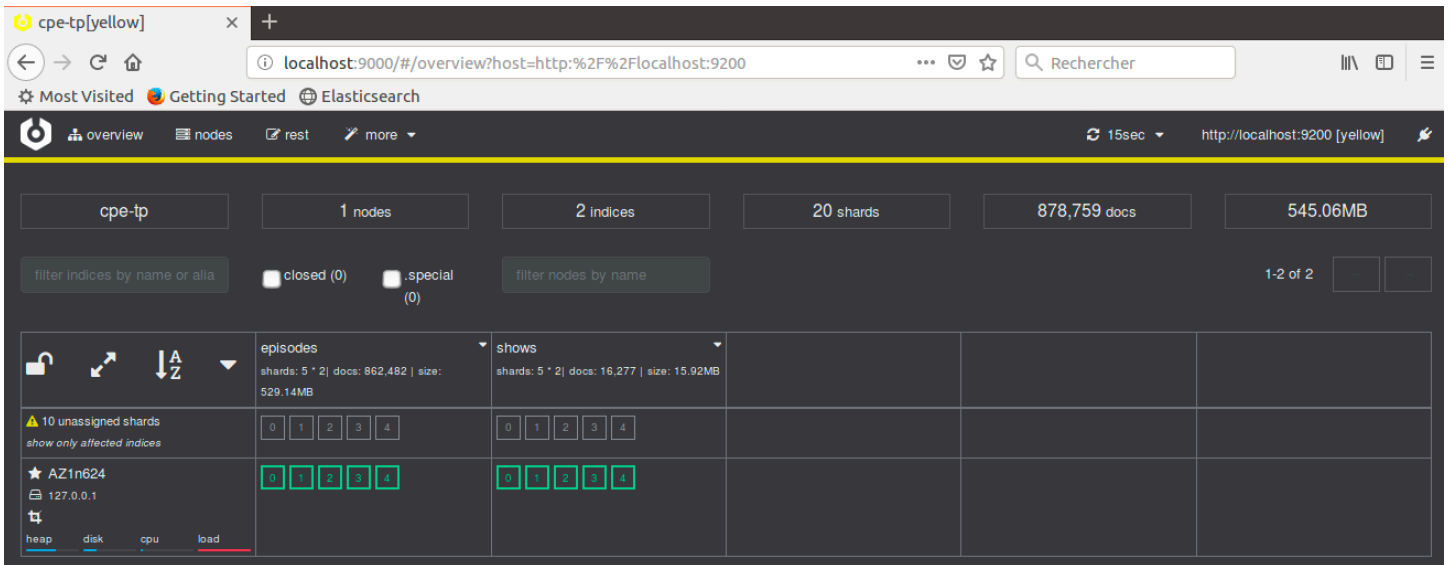 cpe-tp[yellow]
localhost:9000/#/overview?host=http:%2F%2Flocalhost:9200
Rechercher
Most Visited Getting Started Elasticsearch
overview nodes rest more 15sec http://localhost:9200 [yellow]
cpe-tp 1 nodes 2 indices 20 shards 878,759 docs 545.06MB
filter indices by name or alia closed (0) .special (0) filter nodes by name 1-2 of 2
episodes
shards: 5 * 2| docs: 862,482 | size:
529.14MB
shows
shards: 5 * 2| docs: 16,277 | size: 15.92MB
10 unassigned shards
show only affected indices
0 1 2 3 4 0 1 2 3 4
AZ1n624
127.0.0.1
heap disk cpu load
0 1 2 3 4 0 1 2 3 4